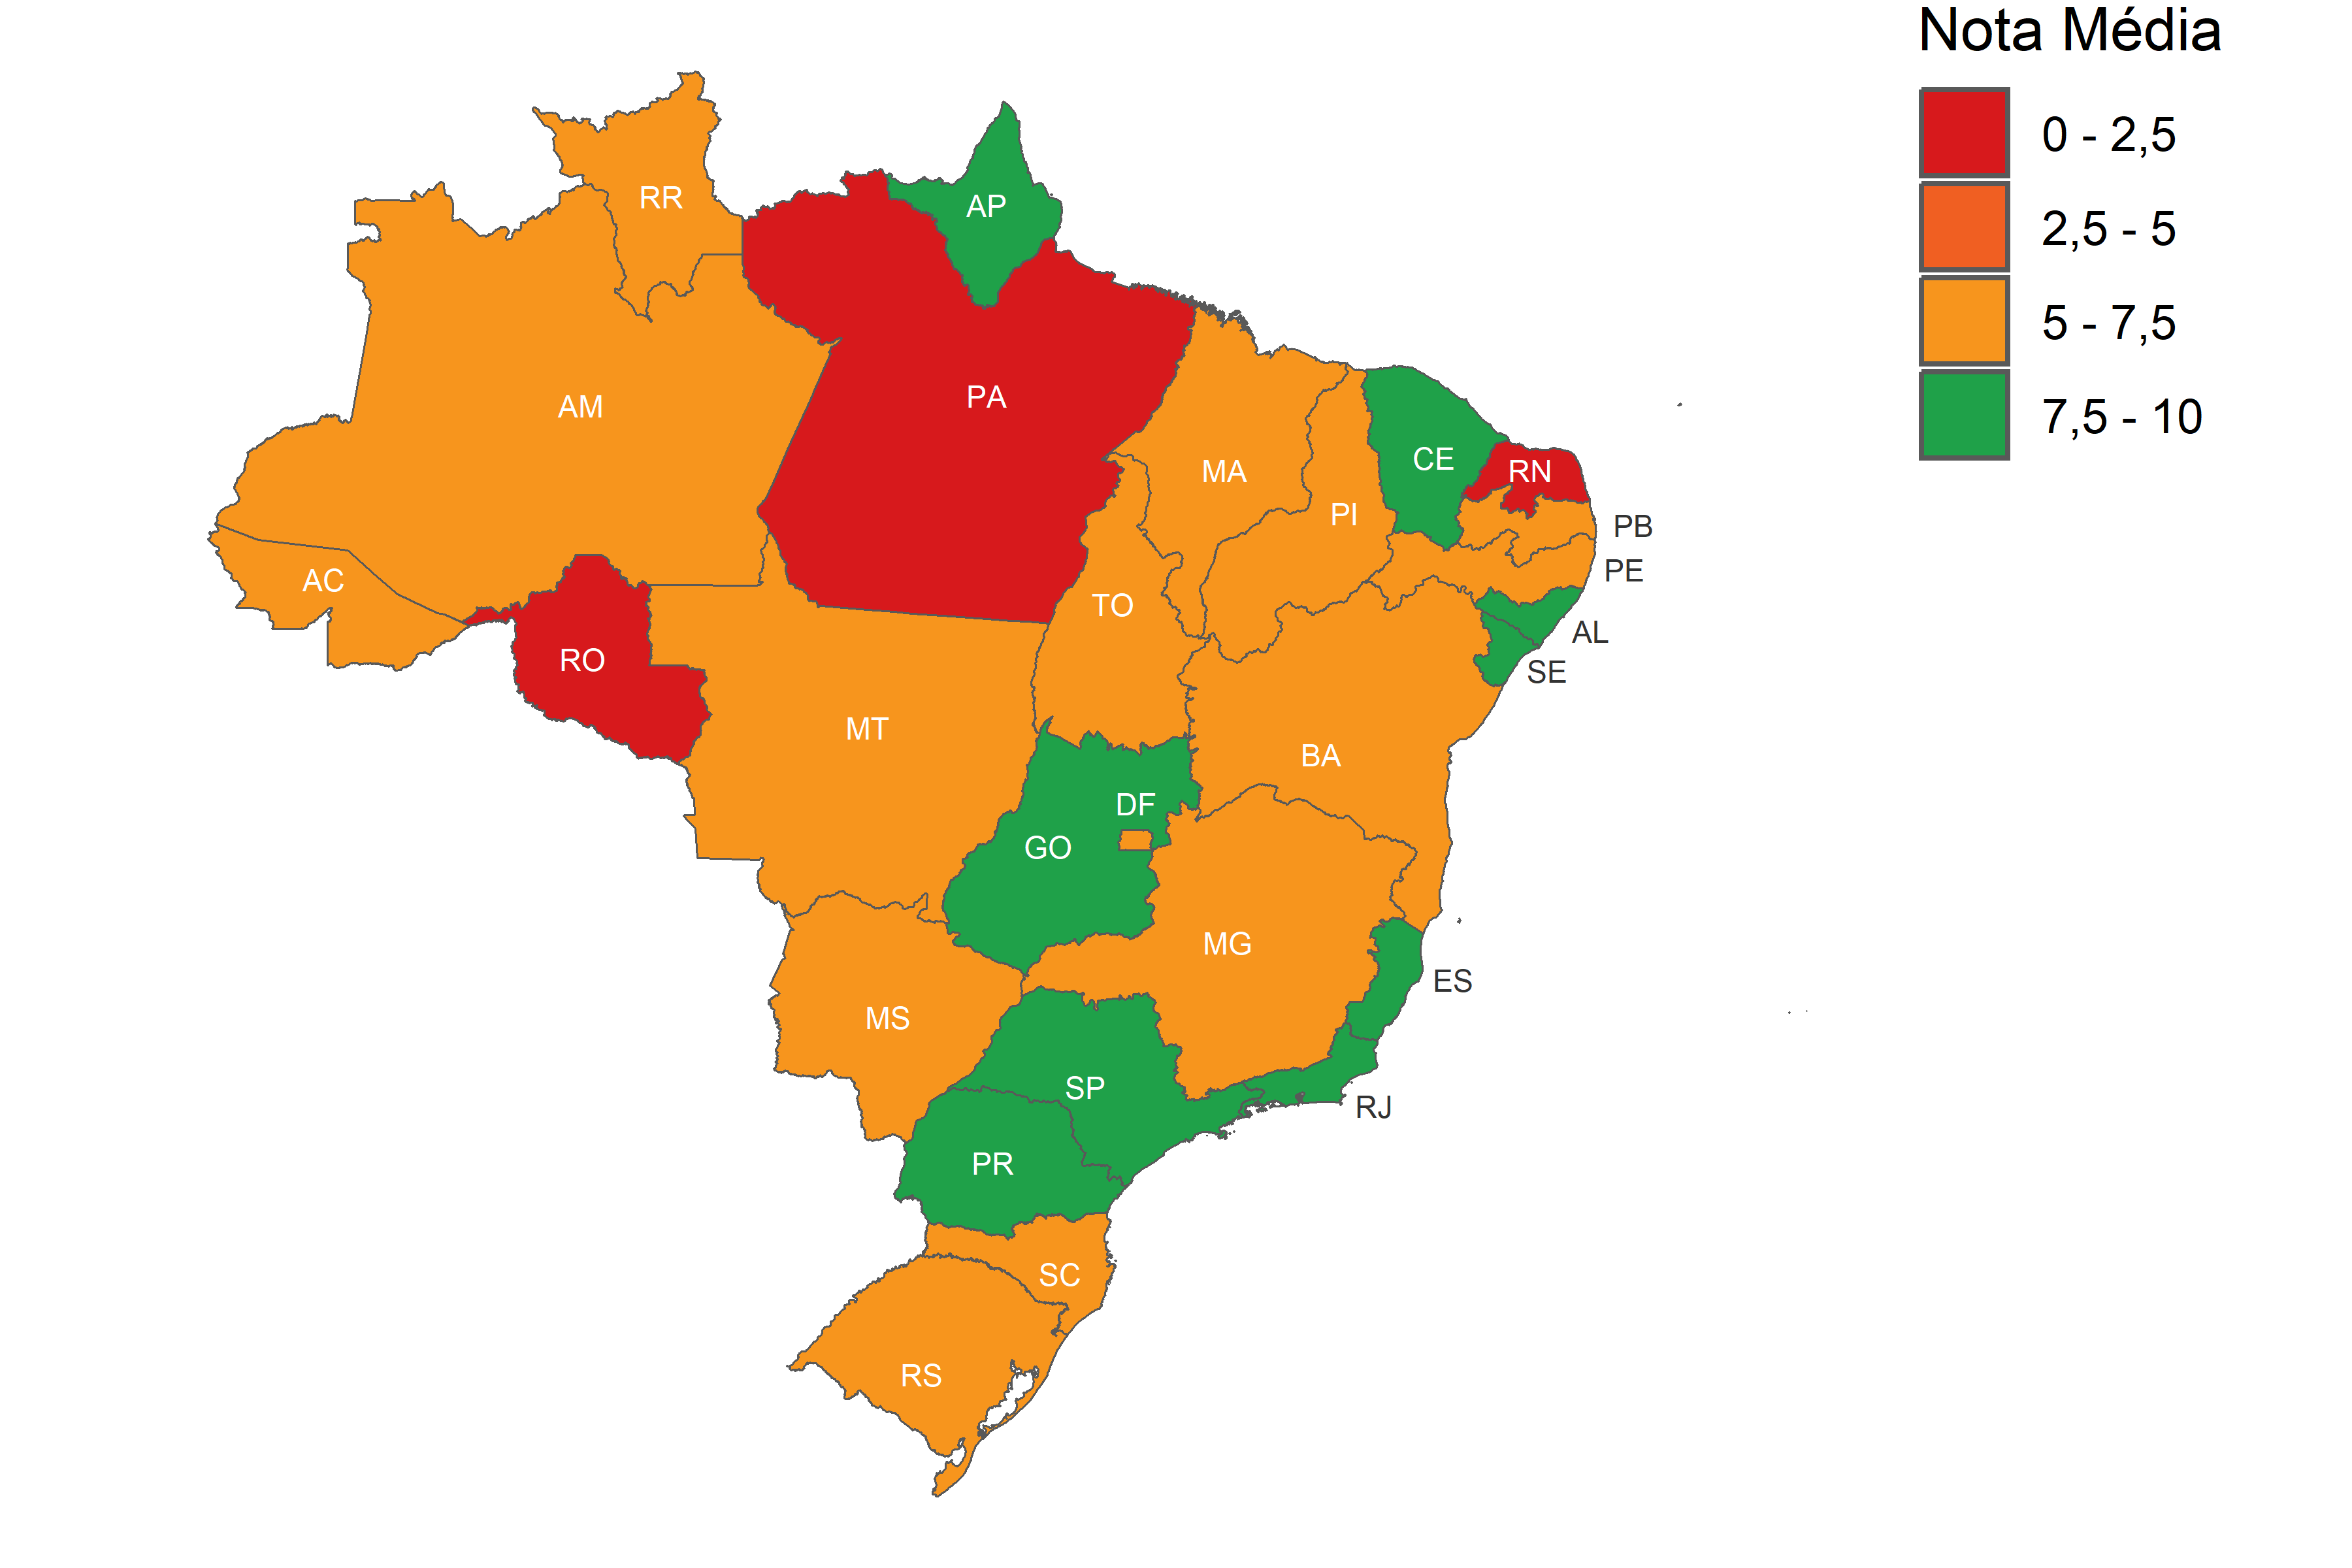 Nota Média
0 - 2,5
2,5 - 5
5 - 7,5
7,5 - 10
RR
AP
AM
PA
MA
CE
RN
PI
PB
PE
AC
TO
AL
RO
SE
MT
BA
DF
GO
MG
ES
MS
SP
RJ
PR
SC
RS